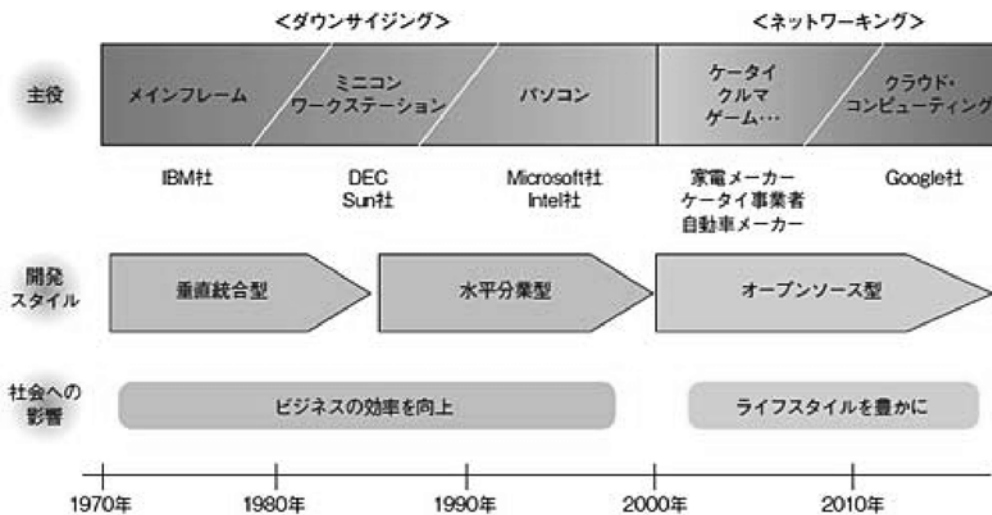 <ダウンサイジング>
<ネットワーキング>
主役
メインフレーム
ミニコン
ワークステーション
パソコン
ケータイ
クルマ
ゲーム…
クラウド・
コンピューティング
IBM社
DEC
Sun社
Microsoft社
Intel社
家電メーカー
ケータイ事業者
自動車メーカー
Google社
開発
スタイル
垂直統合型
水平分業型
オープンソース型
社会への
影響
ビジネスの効率を向上
ライフスタイルを豊かに
1970年
1980年
1990年
2000年
2010年